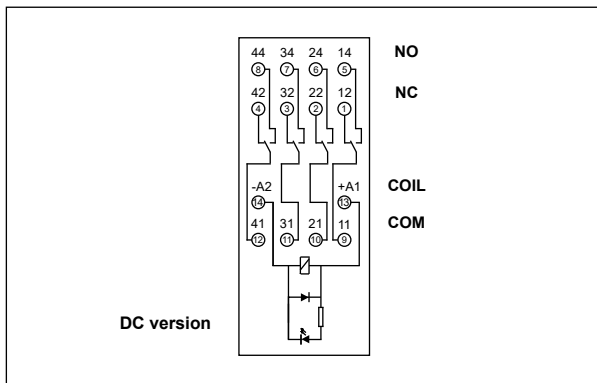 44 34 24 14 NO
8 7 6 5
42 32 22 12 NC
4 3 2 1
-A2 +A1 COIL
14 13
41 31 21 11 COM
12 11 10 9
DC version